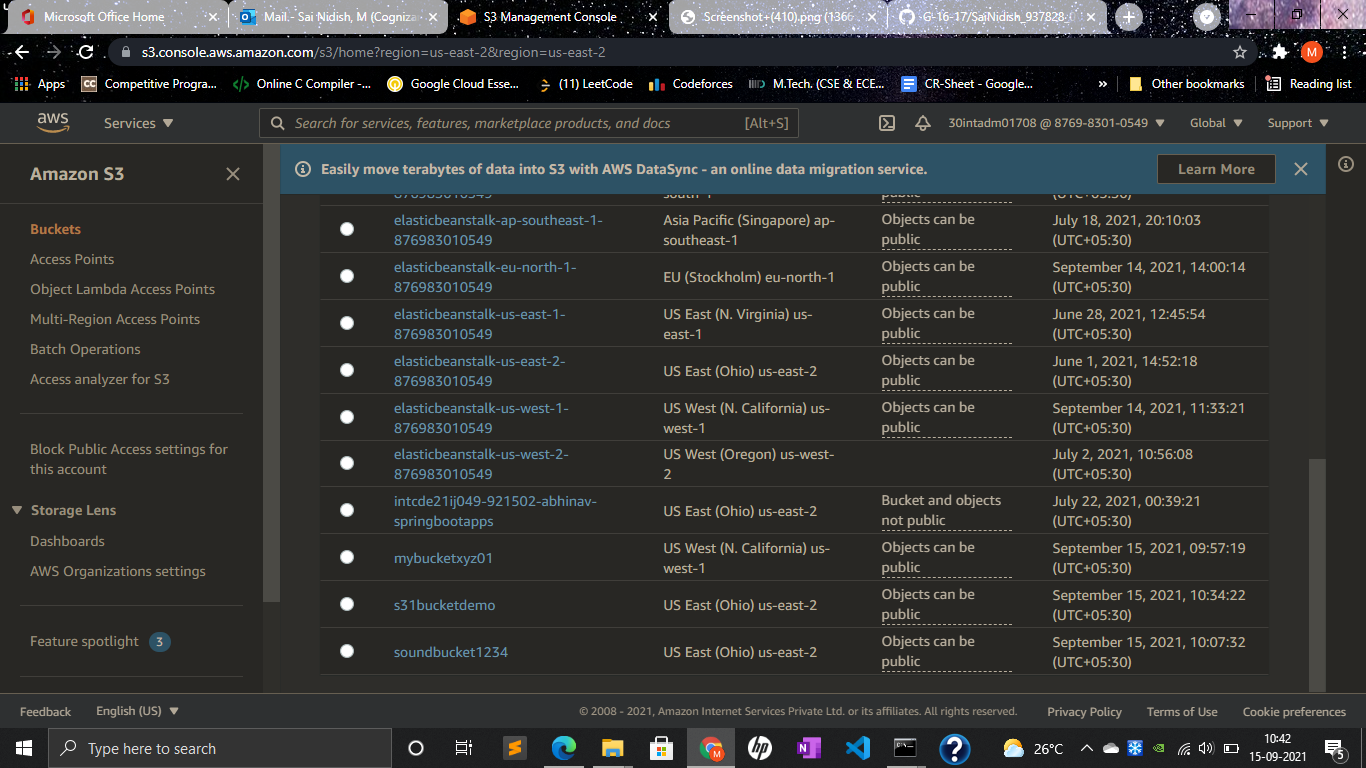 Microsoft Office Home
Mail - Sai Nidish, M (Cogniza
S3 Management Console
Screenshot+(410).png (1366
G-16-17/SaiNidish_937828-
s3.console.aws.amazon.com/s3/home?region=us-east-2&region=us-east-2
M
Apps
CC
Competitive Progra...
Online C Compiler -...
Google Cloud Esse...
(11) LeetCode
Codeforces
M.Tech. (CSE & ECE...
CR-Sheet - Google...
»
Other bookmarks
Reading list
aws
Services
Search for services, features, marketplace products, and docs
[Alt+S]
30intadm01708 @ 8769-8301-0549
Global
Support
Amazon S3
Easily move terabytes of data into S3 with AWS DataSync - an online data migration service.
Learn More
Buckets
Access Points
Object Lambda Access Points
Multi-Region Access Points
Batch Operations
Access analyzer for S3
Block Public Access settings for
this account
Storage Lens
Dashboards
AWS Organizations settings
Feature spotlight 3
876983010549
south-1
public
(UTC+05:30)
elasticbeanstalk-ap-southeast-1-
876983010549
Asia Pacific (Singapore) ap-
southeast-1
Objects can be
public
July 18, 2021, 20:10:03
(UTC+05:30)
elasticbeanstalk-eu-north-1-
876983010549
EU (Stockholm) eu-north-1
Objects can be
public
September 14, 2021, 14:00:14
(UTC+05:30)
elasticbeanstalk-us-east-1-
876983010549
US East (N. Virginia) us-
east-1
Objects can be
public
June 28, 2021, 12:45:54
(UTC+05:30)
elasticbeanstalk-us-east-2-
876983010549
US East (Ohio) us-east-2
Objects can be
public
June 1, 2021, 14:52:18
(UTC+05:30)
elasticbeanstalk-us-west-1-
876983010549
US West (N. California) us-
west-1
Objects can be
public
September 14, 2021, 11:33:21
(UTC+05:30)
elasticbeanstalk-us-west-2-
876983010549
US West (Oregon) us-west-
2
July 2, 2021, 10:56:08
(UTC+05:30)
intcde21ij049-921502-abhinav-
springbootapps
US East (Ohio) us-east-2
Bucket and objects
not public
July 22, 2021, 00:39:21
(UTC+05:30)
mybucketxyz01
US West (N. California) us-
west-1
Objects can be
public
September 15, 2021, 09:57:19
(UTC+05:30)
s31bucketdemo
US East (Ohio) us-east-2
Objects can be
public
September 15, 2021, 10:34:22
(UTC+05:30)
soundbucket1234
US East (Ohio) us-east-2
Objects can be
public
September 15, 2021, 10:07:32
(UTC+05:30)
Feedback
English (US)
© 2008 - 2021, Amazon Internet Services Private Ltd. or its affiliates. All rights reserved.
Privacy Policy
Terms of Use
Cookie preferences
Type here to search
26°C
10:42
15-09-2021
5